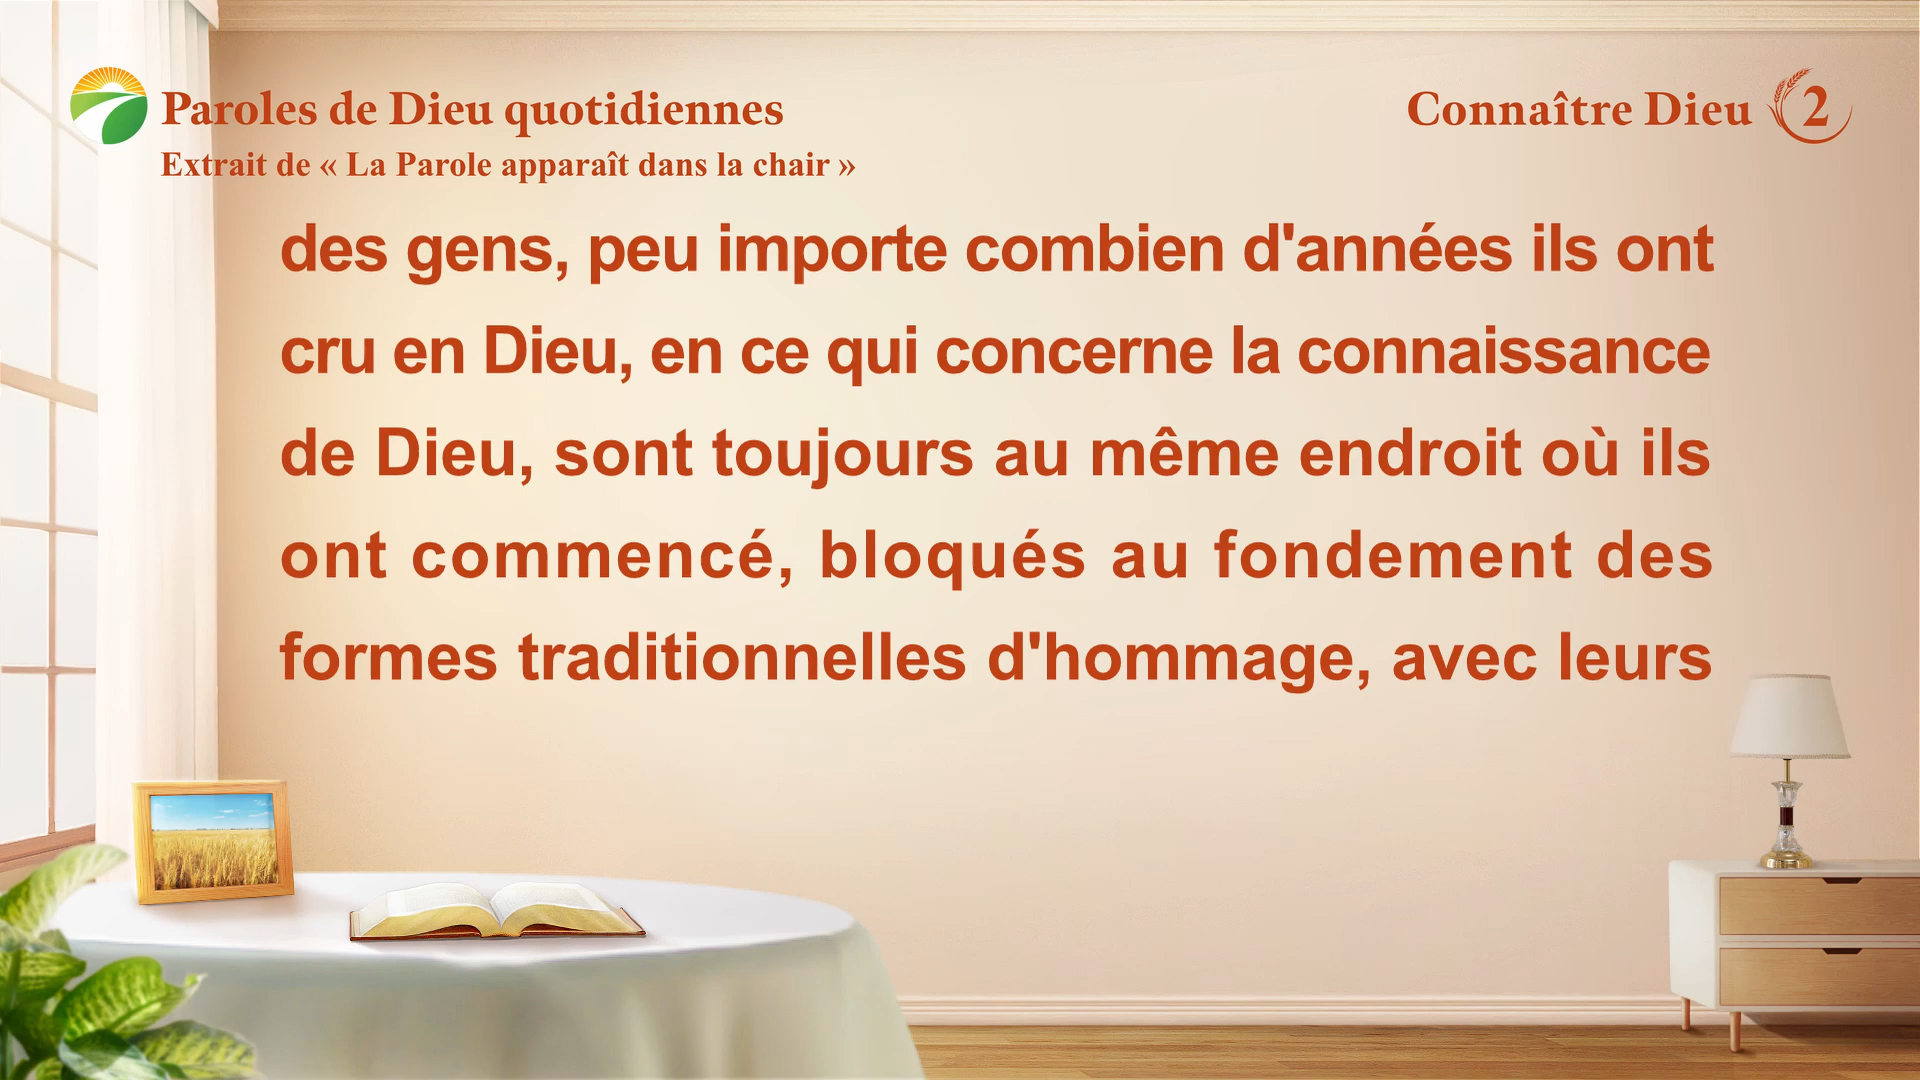 Paroles de Dieu quotidiennes
Extrait de « La Parole apparaît dans la chair »
Connaître Dieu 2
des gens, peu importe combien d'années ils ont
cru en Dieu, en ce qui concerne la connaissance
de Dieu, sont toujours au même endroit où ils
ont commencé, bloqués au fondement des
formes traditionnelles d'hommage, avec leurs